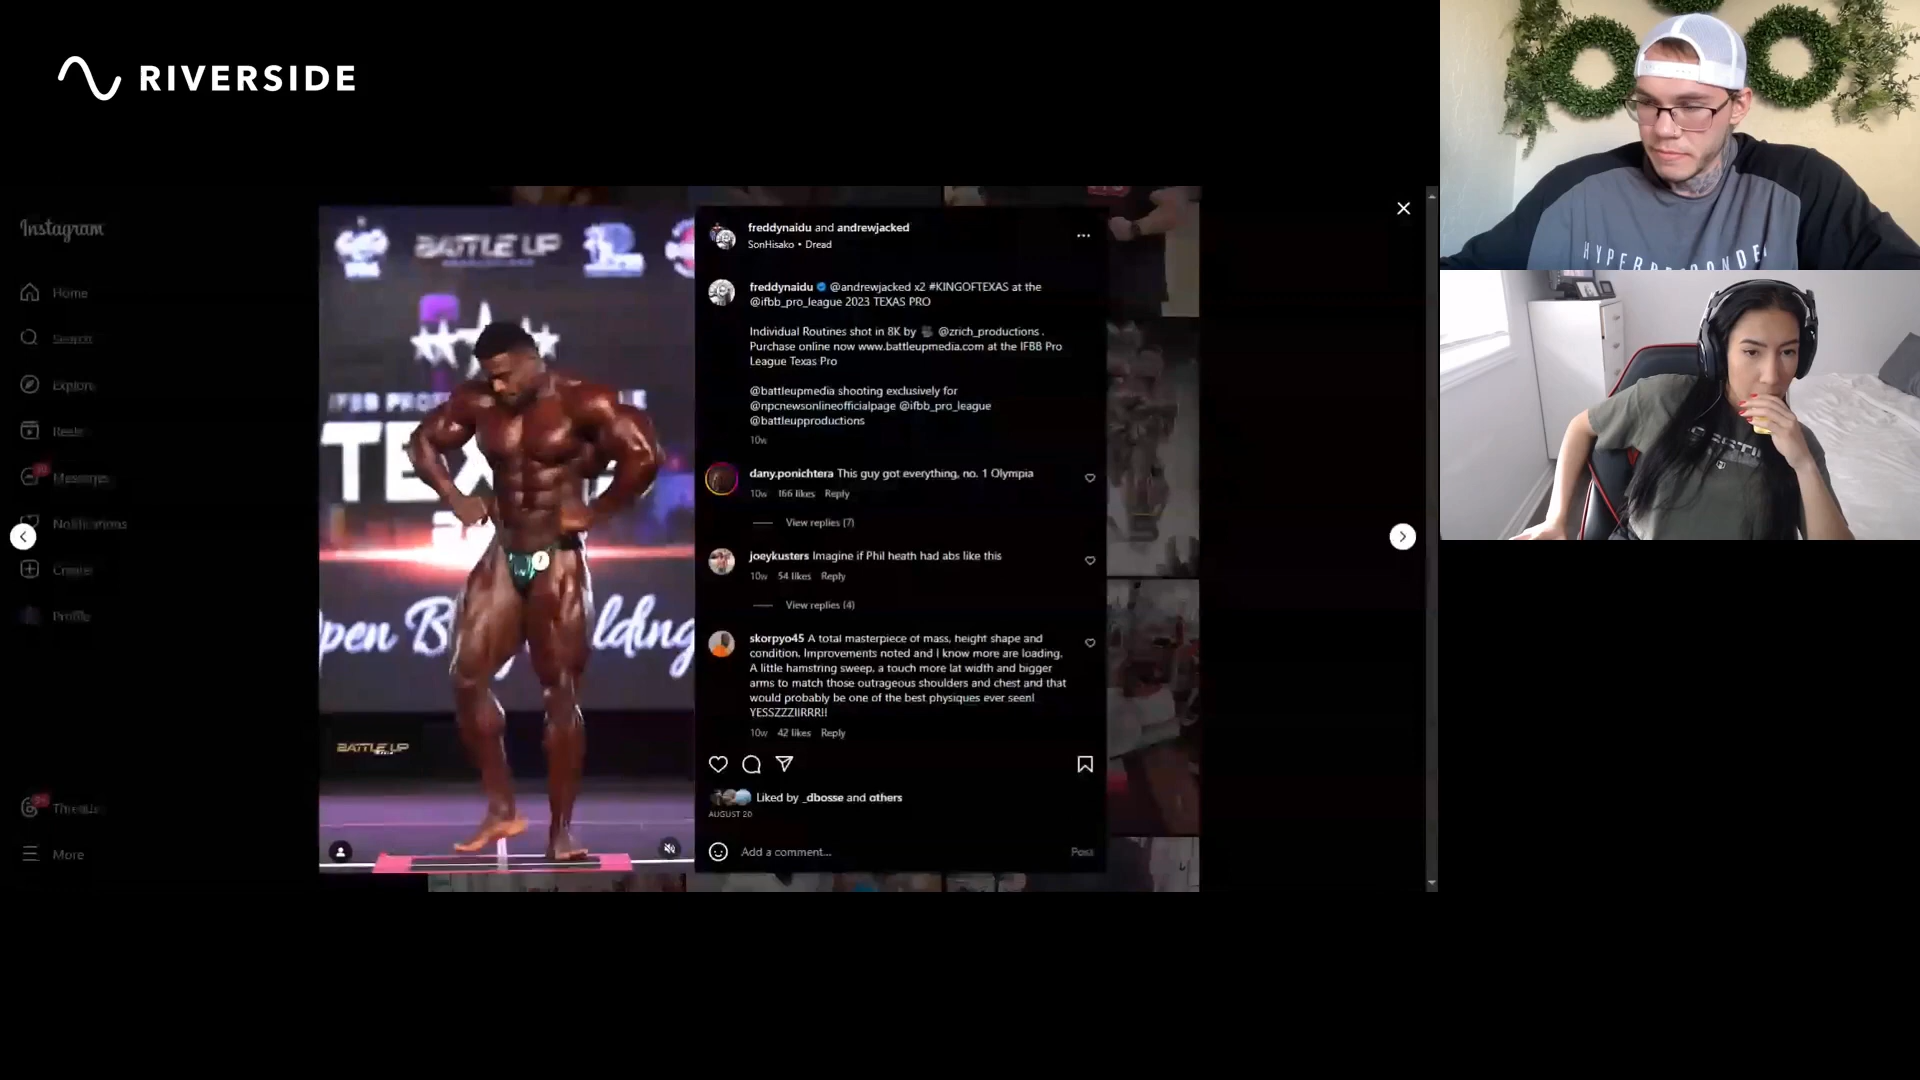 RIVERSIDE
Instagram
Home
Search
Explore
Reels
Messages
Notifications
Create
Profile
Threads
More
BATTLE UP
IFBB PRO
TEX
pen B lding
BATTLE UP
freddynaidu and andrewjacked
SonHisako • Dread
freddynaidu @andrewjacked x2 #KINGOFTEXAS at the
@ifbb_pro_league 2023 TEXAS PRO
Individual Routines shot in 8K by @zrich_productions .
Purchase online now www.battleupmedia.com at the IFBB Pro
League Texas Pro
@battleupmedia shooting exclusively for
@npcnewsonlineofficialpage @ifbb_pro_league
@battleupproductions
10w
dany.ponichtera This guy got everything, no. 1 Olympia
10w 166 likes Reply
View replies (7)
joeykusters Imagine if Phil heath had abs like this
10w 54 likes Reply
View replies (4)
skorpyo45 A total masterpiece of mass, height shape and
condition. Improvements noted and I know more are loading.
A little hamstring sweep, a touch more lat width and bigger
arms to match those outrageous shoulders and chest and that
would probably be one of the best physiques ever seen!
YESSZZZIIRRR!!
10w 42 likes Reply
Liked by _dbosse and others
AUGUST 20
Add a comment...
Post